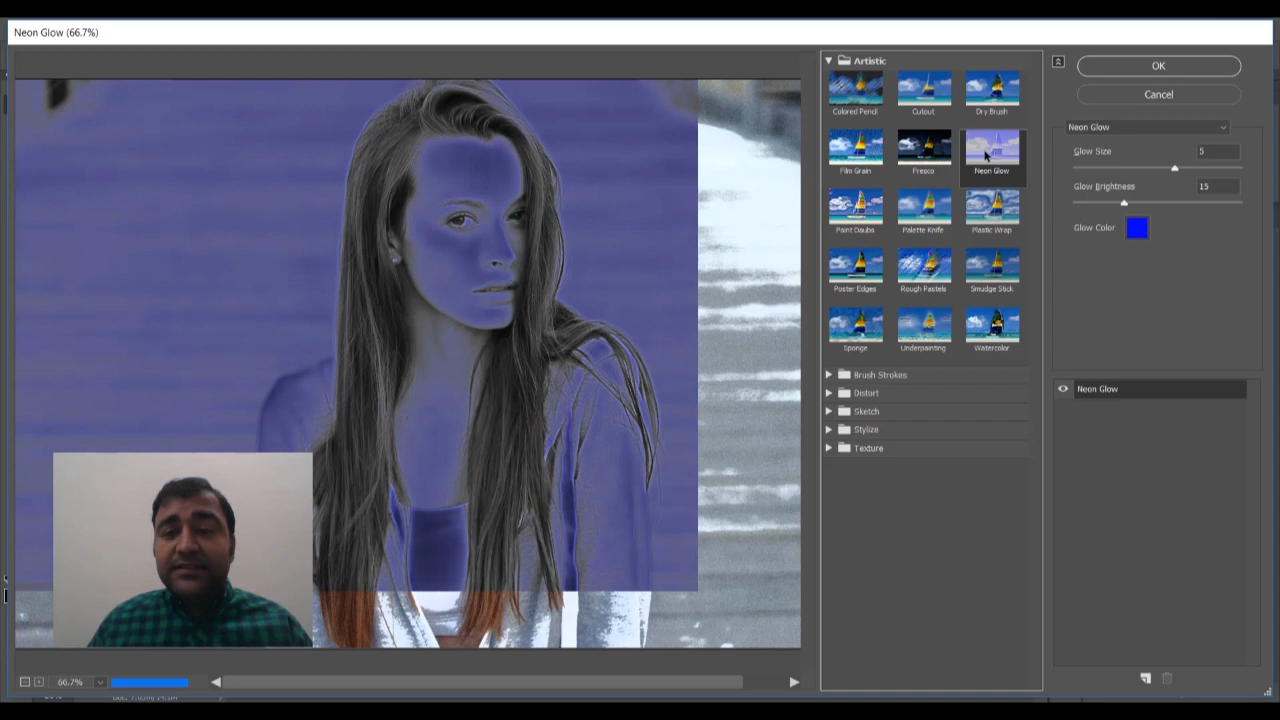 Neon Glow (66.7%)
Artistic
Colored Pencil
Cutout
Dry Brush
Film Grain
Fresco
Neon Glow
Paint Daubs
Palette Knife
Plastic Wrap
Poster Edges
Rough Pastels
Smudge Stick
Sponge
Underpainting
Watercolor
Brush Strokes
Distort
Sketch
Stylize
Texture
OK
Cancel
Neon Glow
Glow Size 5
Glow Brightness 15
Glow Color
Neon Glow
66.7%